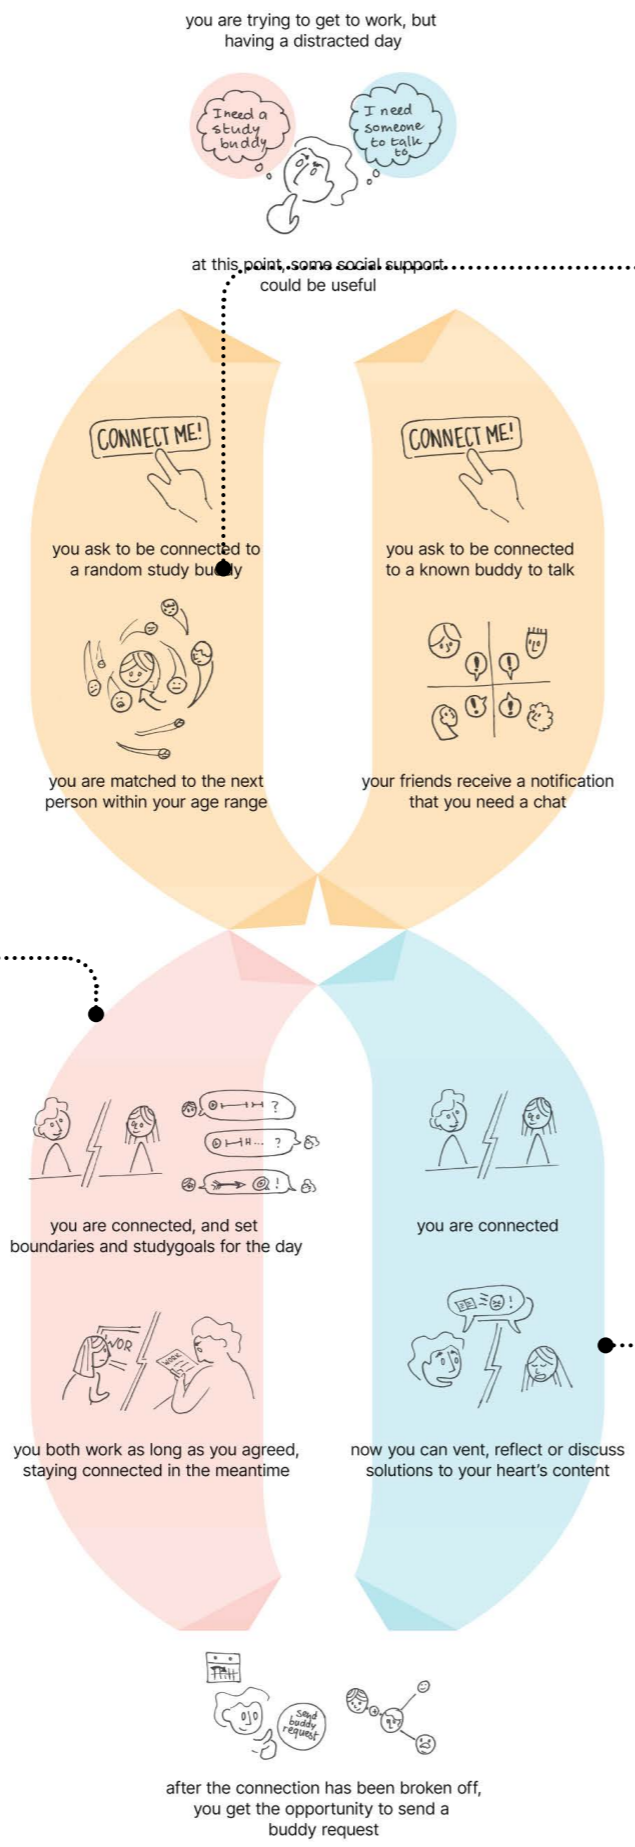 you are trying to get to work, but
having a distracted day
I need a
study
buddy
I need
someone
to talk
to
at this point, some social support
could be useful
CONNECT ME!
CONNECT ME!
you ask to be connected to
a random study buddy
you ask to be connected
to a known buddy to talk
you are matched to the next
person within your age range
your friends receive a notification
that you need a chat
?
... ?
!
you are connected, and set
boundaries and studygoals for the day
you are connected
!
WOR
WORK
you both work as long as you agreed,
staying connected in the meantime
now you can vent, reflect or discuss
solutions to your heart's content
send
buddy
request
after the connection has been broken off,
you get the opportunity to send a
buddy request